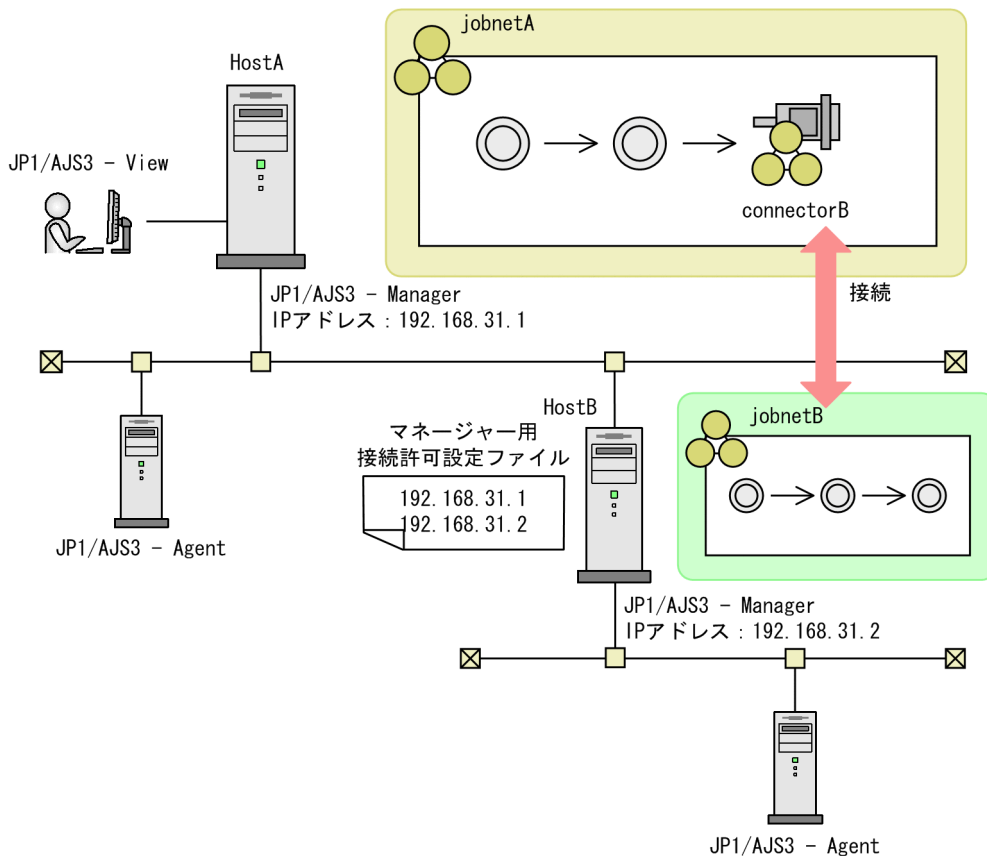 jobnetA
HostA
JP1/AJS3 - View
connectorB
JP1/AJS3 - Manager
IPアドレス：192.168.31.1
接続
HostB
jobnetB
マネージャー用
接続許可設定ファイル
192.168.31.1
192.168.31.2
JP1/AJS3 - Agent
JP1/AJS3 - Manager
IPアドレス：192.168.31.2
JP1/AJS3 - Agent